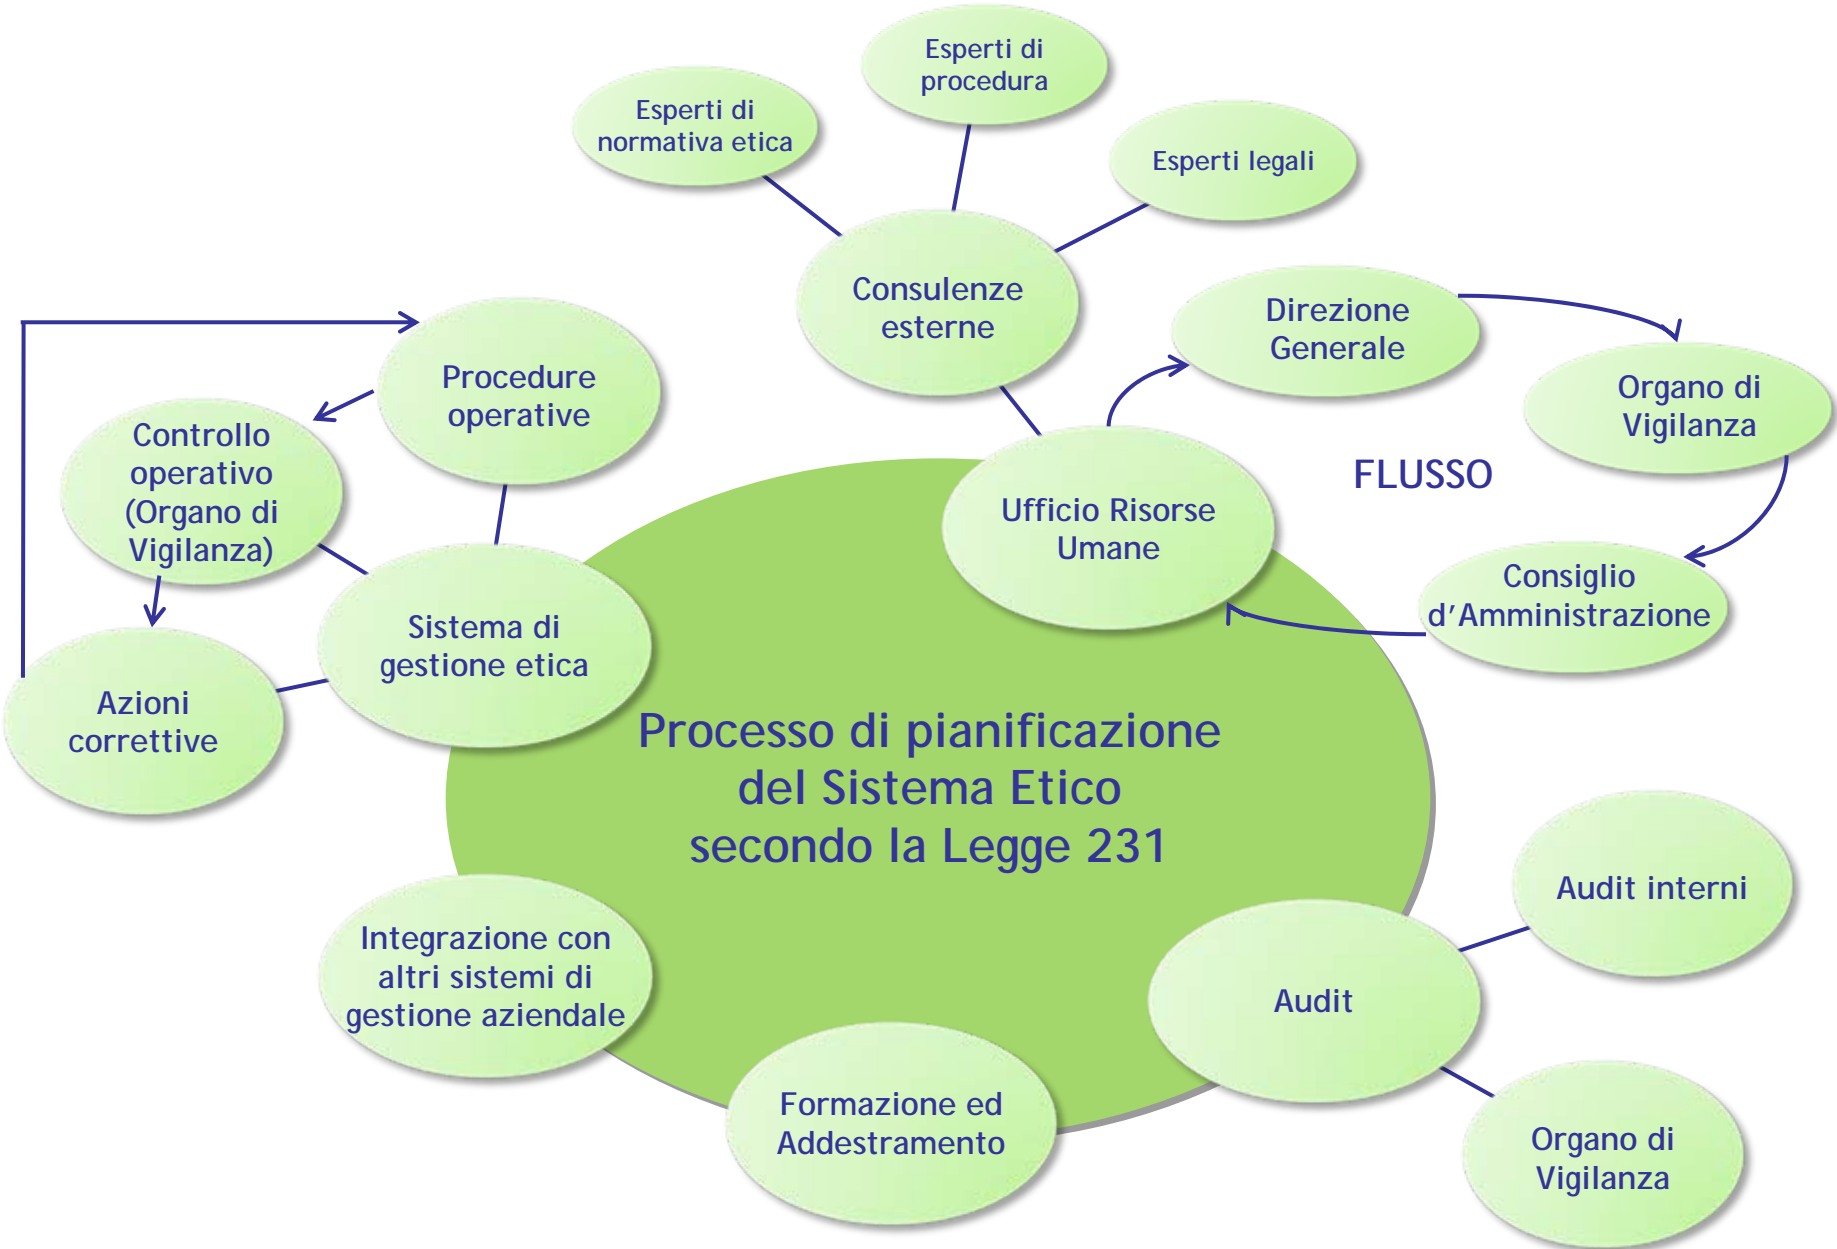 Esperti di
procedura
Esperti di
normativa etica
Esperti legali
Consulenze
esterne
Direzione
Generale
Organo di
Vigilanza
FLUSSO
Consiglio
d’Amministrazione
Ufficio Risorse
Umane
Procedure
operative
Controllo
operativo
(Organo di
Vigilanza)
Sistema di
gestione etica
Azioni
correttive
Processo di pianificazione
del Sistema Etico
secondo la Legge 231
Integrazione con
altri sistemi di
gestione aziendale
Formazione ed
Addestramento
Audit
Audit interni
Organo di
Vigilanza